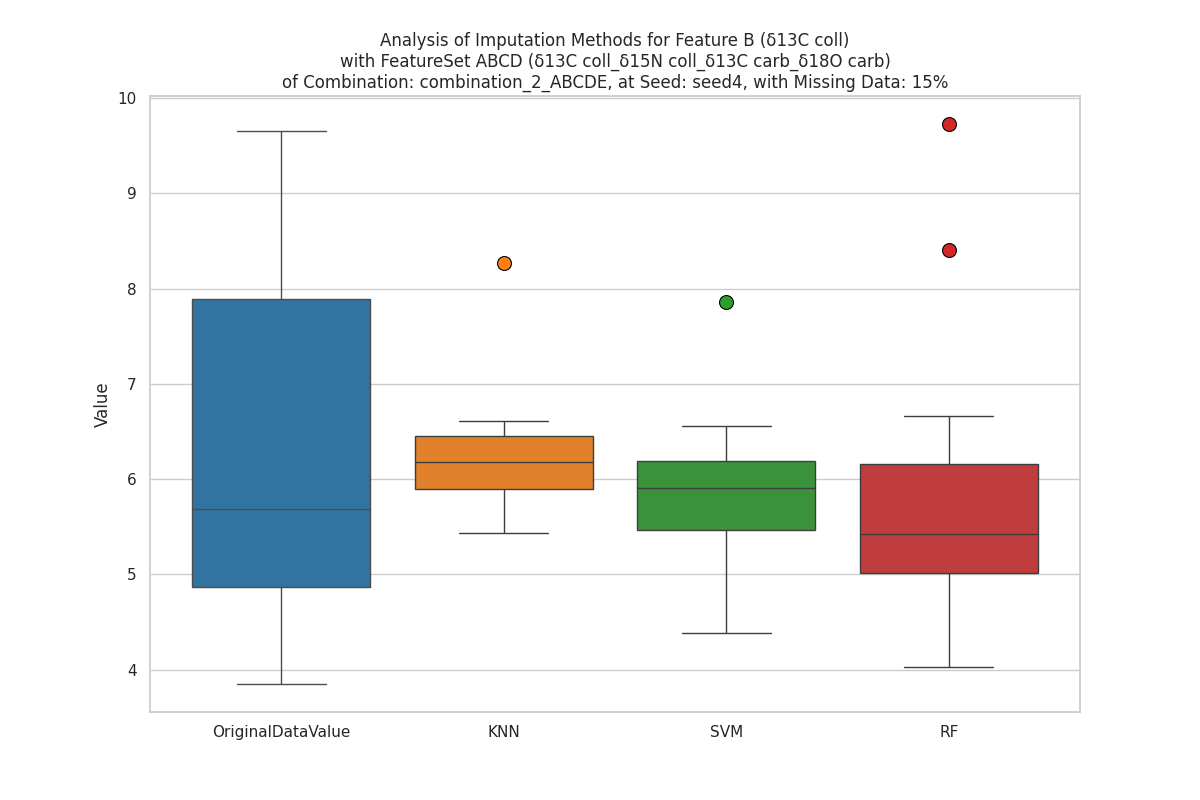 Analysis of Imputation Methods for Feature B (δ13C coll)
with FeatureSet ABCD (δ13C coll_δ15N coll_δ13C carb_δ18O carb)
of Combination: combination_2_ABCDE, at Seed: seed4, with Missing Data: 15%
10
9
8
7
6
5
4
Value
OriginalDataValue KNN SVM RF